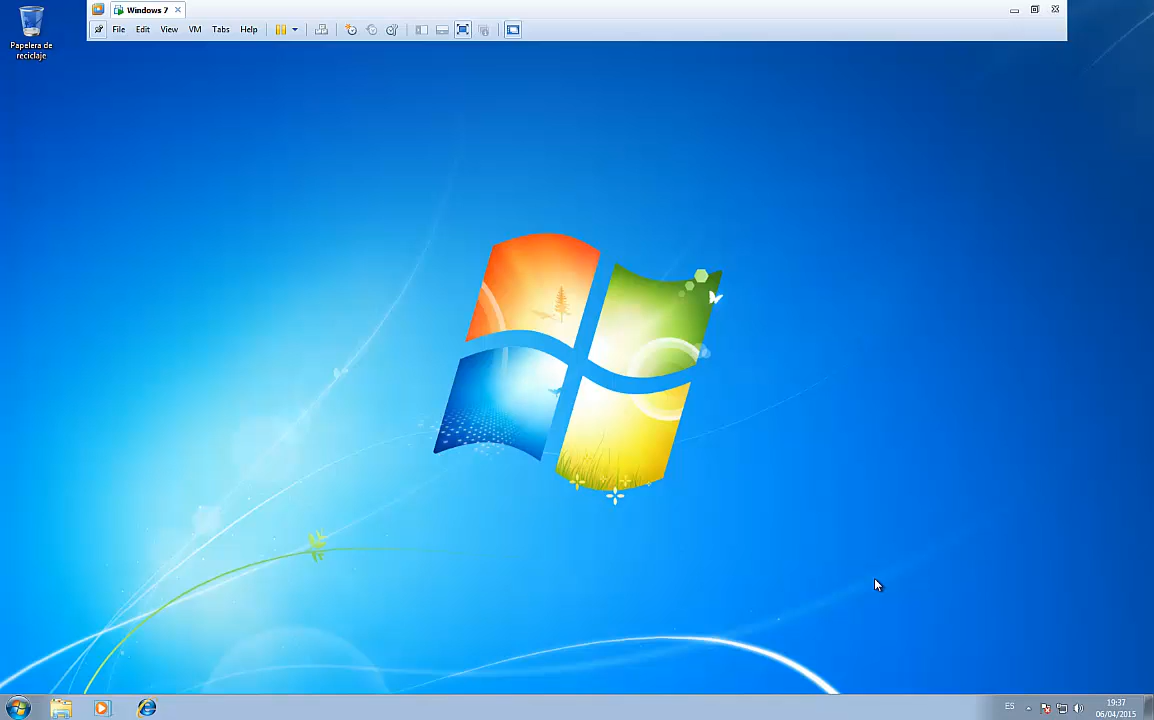 Windows 7
File Edit View VM Tabs Help
Papelera de
reciclaje
ES
19:37
06/04/2015